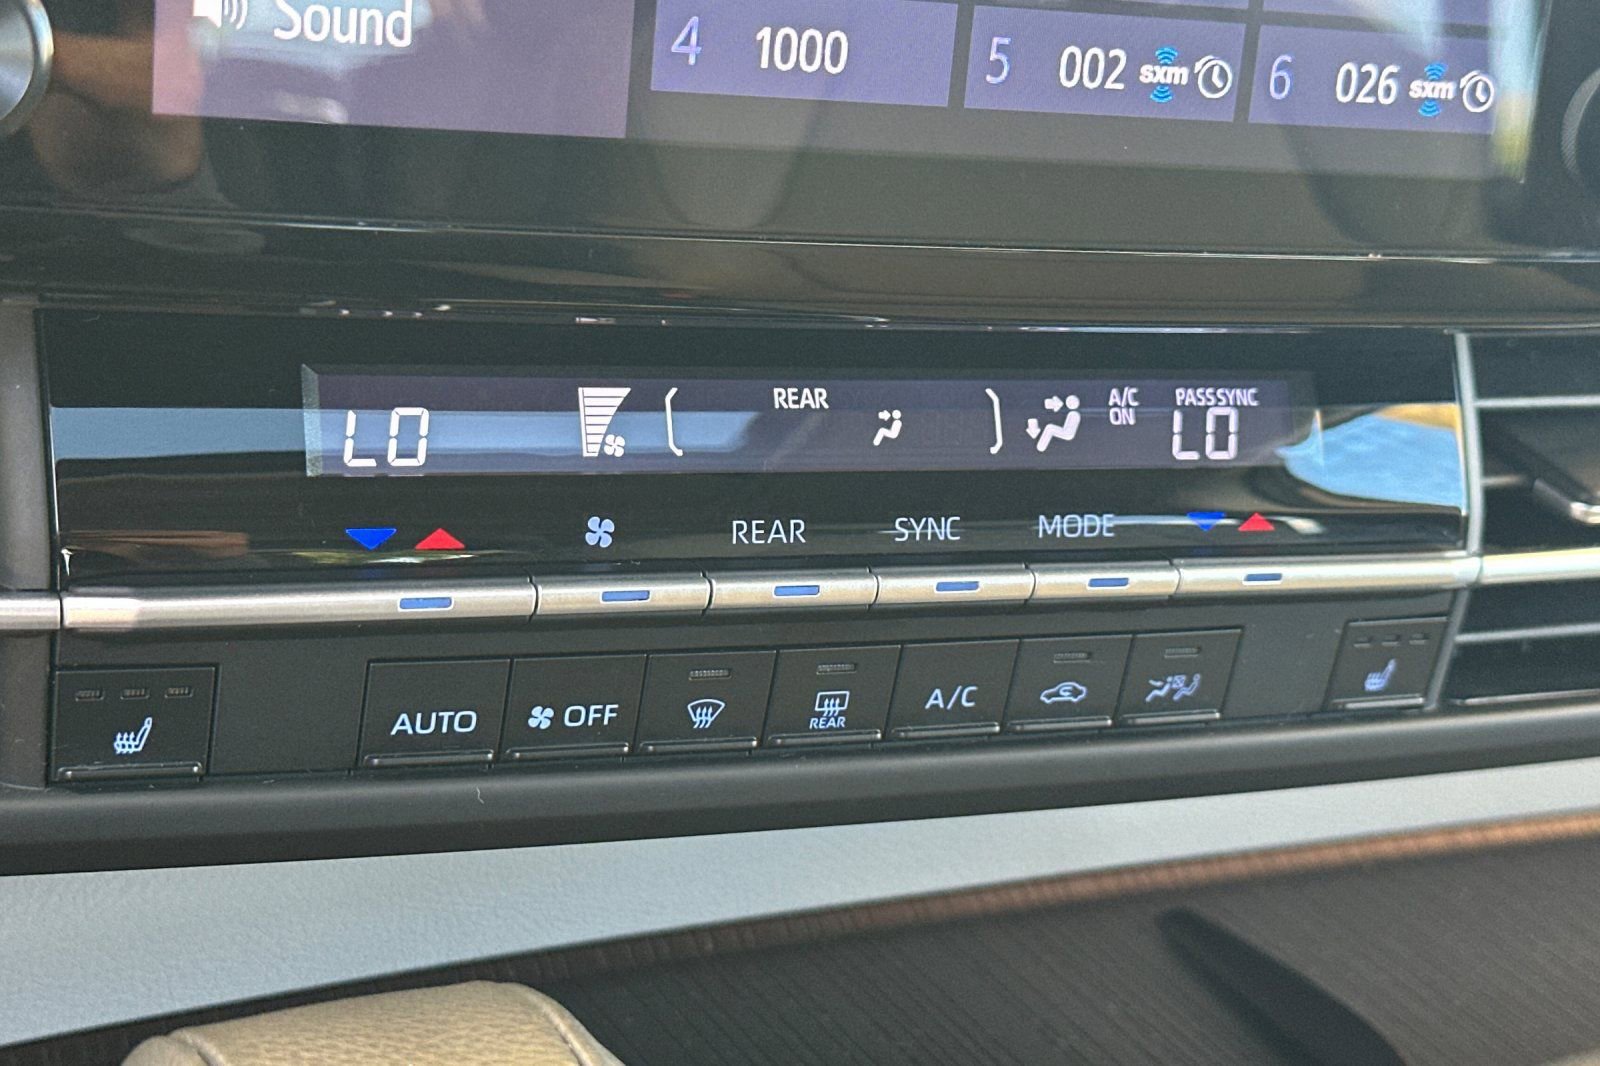 Sound
4 1000
5 002 sxm
6 026 sxm
LO
REAR
A/C ON
PASS SYNC
LO
REAR SYNC MODE
AUTO
OFF
REAR
A/C